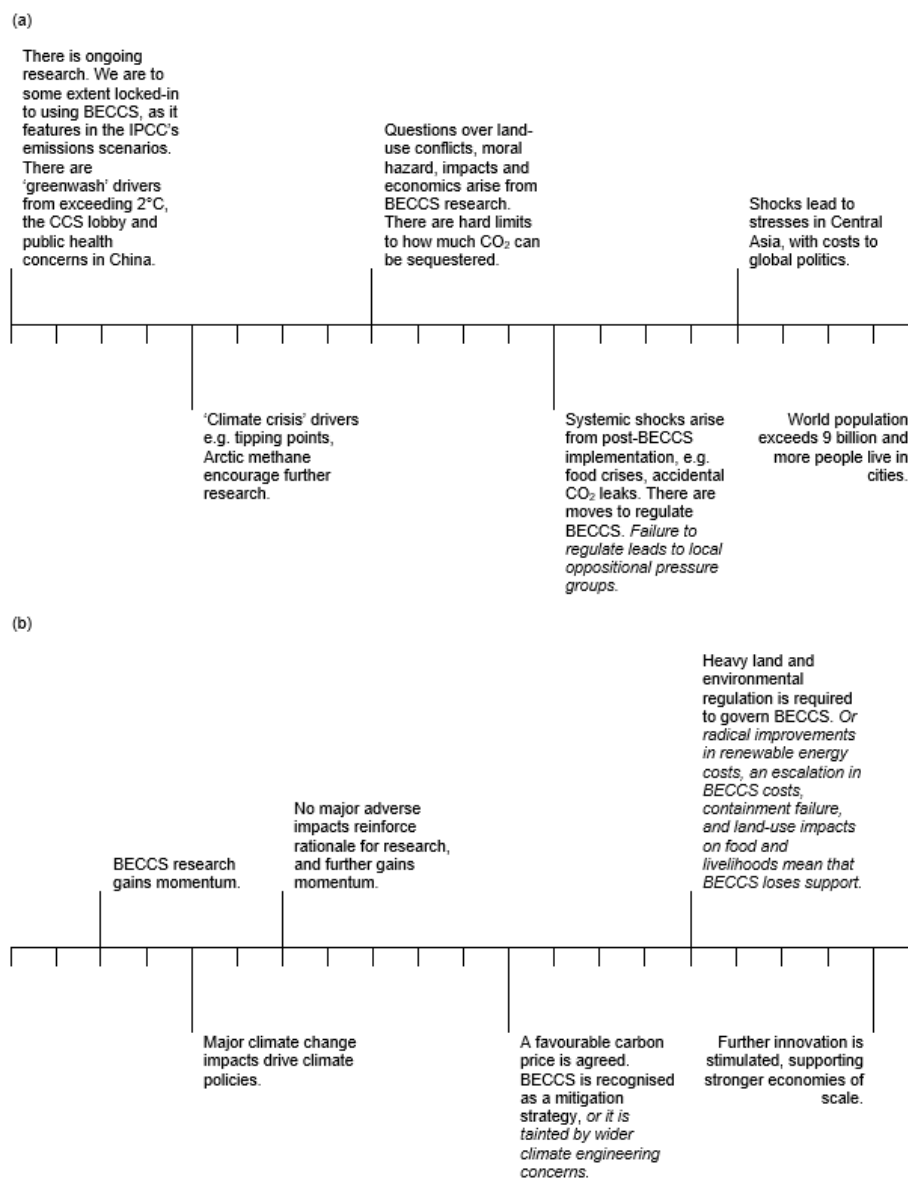 (a)
There is ongoing
research. We are to
some extent locked-in
to using BECCS, as it
features in the IPCC's
emissions scenarios.
There are
'greenwash' drivers
from exceeding 2°C,
the CCS lobby and
public health
concerns in China.
Questions over land-
use conflicts, moral
hazard, impacts and
economics arise from
BECCS research.
There are hard limits
to how much CO₂ can
be sequestered.
Shocks lead to
stresses in Central
Asia, with costs to
global politics.
'Climate crisis' drivers
e.g. tipping points,
Arctic methane
encourage further
research.
Systemic shocks arise
from post-BECCS
implementation, e.g.
food crises, accidental
CO₂ leaks. There are
moves to regulate
BECCS. Failure to
regulate leads to local
oppositional pressure
groups.
World population
exceeds 9 billion and
more people live in
cities.
(b)
BECCS research
gains momentum.
No major adverse
impacts reinforce
rationale for research,
and further gains
momentum.
Heavy land and
environmental
regulation is required
to govern BECCS. Or
radical improvements
in renewable energy
costs, an escalation in
BECCS costs,
containment failure,
and land-use impacts
on food and
livelihoods mean that
BECCS loses support.
Major climate change
impacts drive climate
policies.
A favourable carbon
price is agreed.
BECCS is recognised
as a mitigation
strategy, or it is
tainted by wider
climate engineering
concerns.
Further innovation is
stimulated, supporting
stronger economies of
scale.